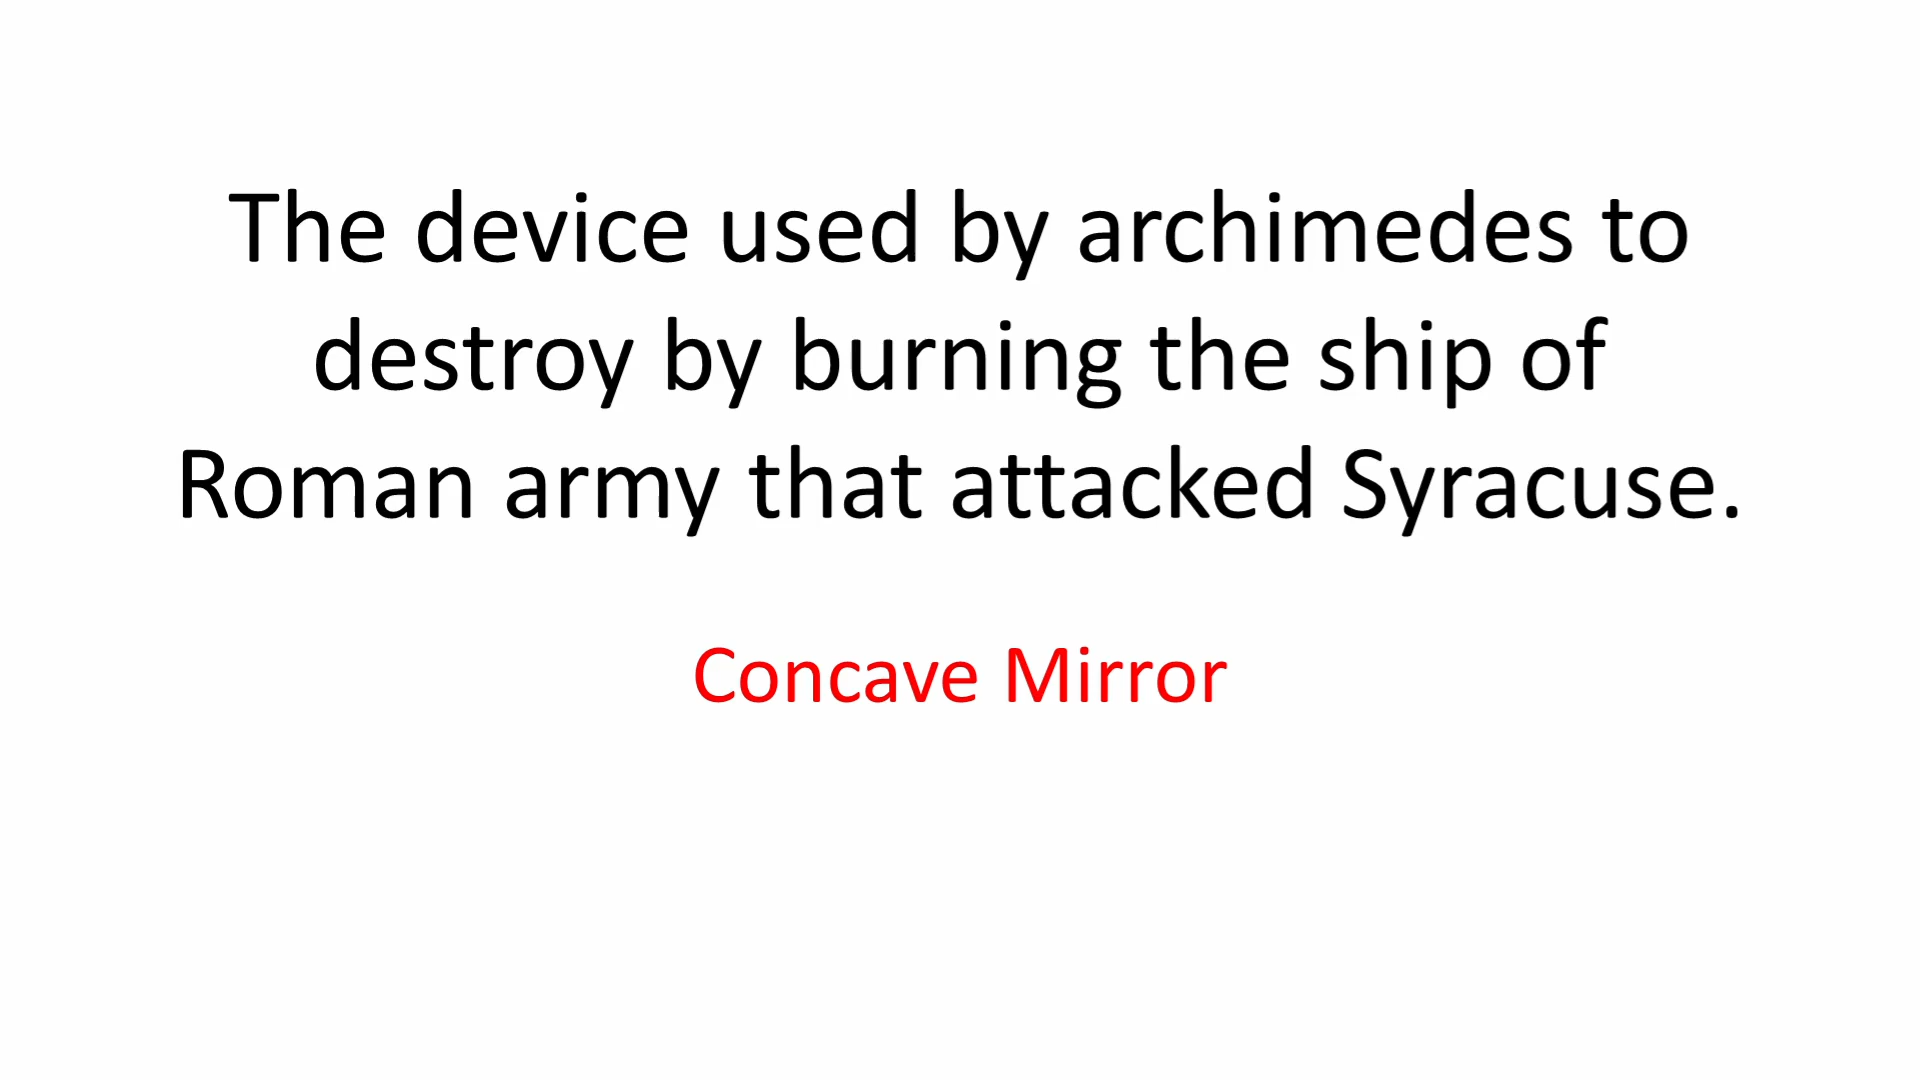 The device used by archimedes to
destroy by burning the ship of
Roman army that attacked Syracuse.
Concave Mirror